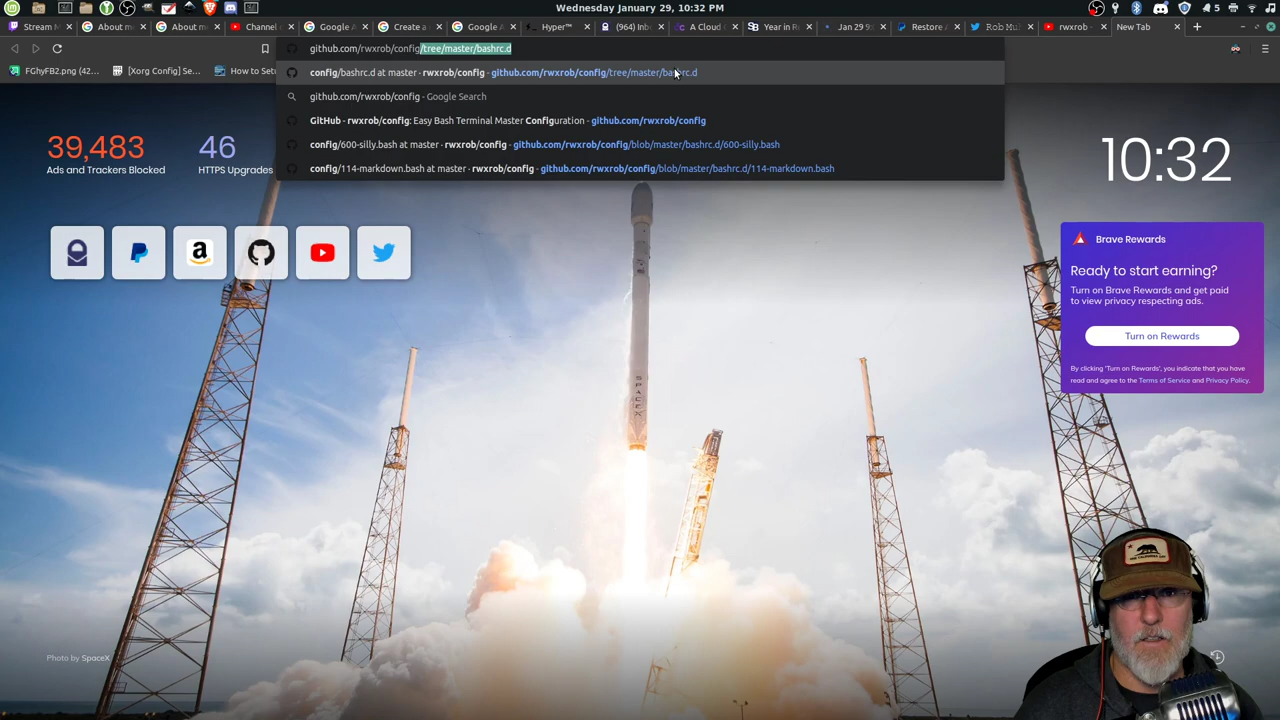 Wednesday January 29, 10:32 PM
5
Stream M
About me
About me
Channel
Google A
Create a
Google A
Hyper™
(964) Inb
A Cloud
Year in R
Jan 29 9:
Restore A
Rob Mu
rwxrob -
New Tab
github.com/rwxrob/config/tree/master/bashrc.d
FGhyFB2.png (42...
[Xorg Config] Se...
config/bashrc.d at master · rwxrob/config - github.com/rwxrob/config/tree/master/bashrc.d
github.com/rwxrob/config - Google Search
GitHub - rwxrob/config: Easy Bash Terminal Master Configuration - github.com/rwxrob/config
config/600-silly.bash at master · rwxrob/config - github.com/rwxrob/config/blob/master/bashrc.d/600-silly.bash
config/114-markdown.bash at master · rwxrob/config - github.com/rwxrob/config/blob/master/bashrc.d/114-markdown.bash
39,483
Ads and Trackers Blocked
46
HTTPS Upgrades
10:32
Brave Rewards
Ready to start earning?
Turn on Brave Rewards and get paid
to view privacy respecting ads.
Turn on Rewards
By clicking 'Turn on Rewards', you indicate that you have
read and agree to the Terms of Service and Privacy Policy.
SPACEX
Photo by SpaceX